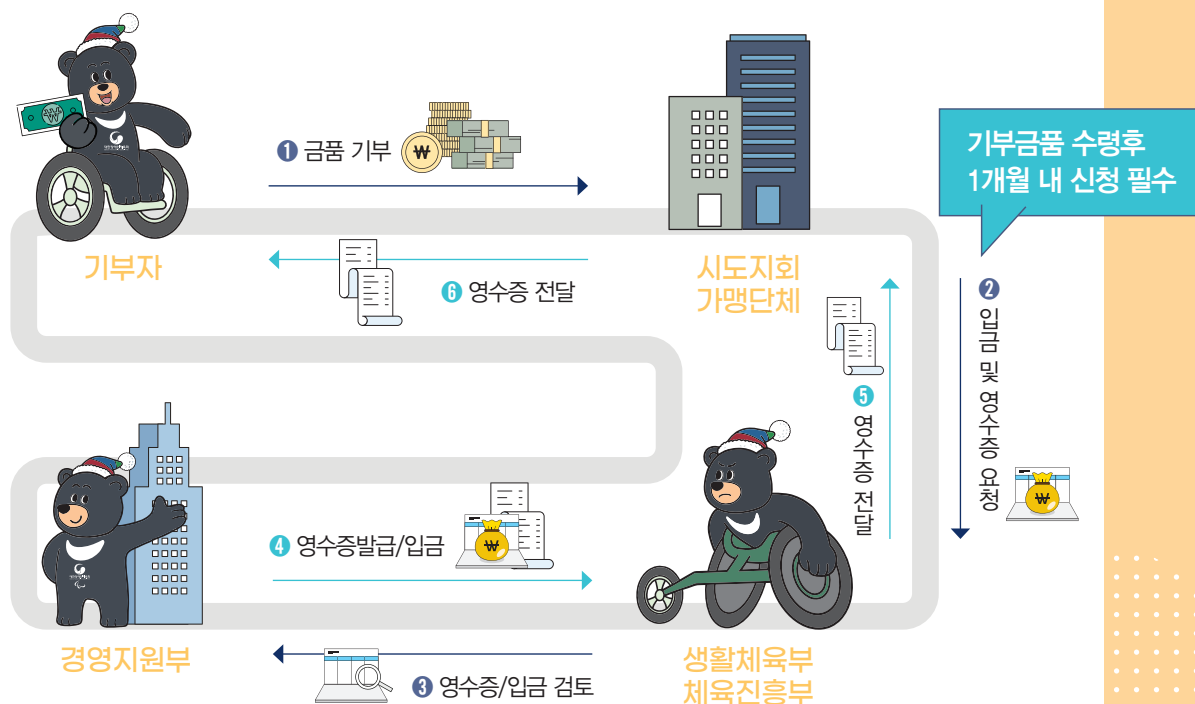 ❶ 금품 기부
기부금품 수령후
1개월 내 신청 필수
기부자
시도지회
가맹단체
❻ 영수증 전달
❷ 입금 및 영수증 요청
❺ 영수증 전달
❹ 영수증발급/입금
경영지원부
생활체육부
체육진흥부
❸ 영수증/입금 검토